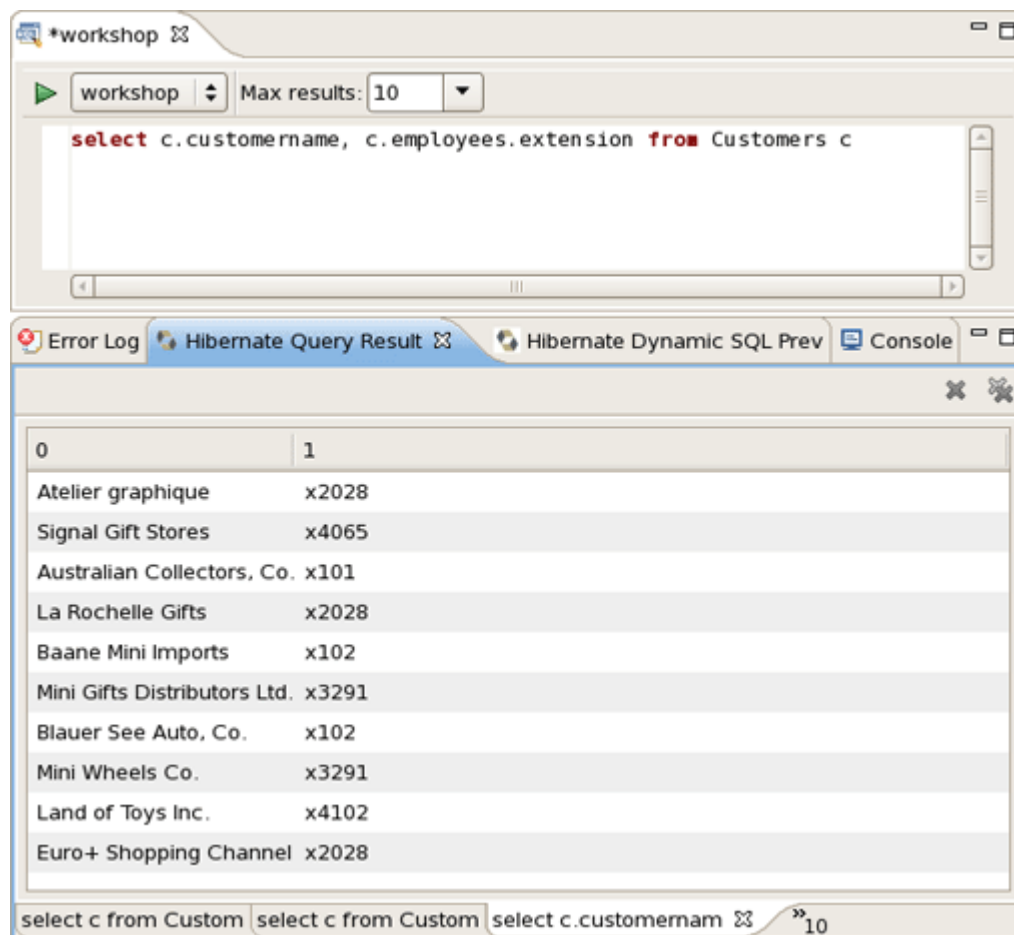 *workshop
workshop Max results: 10
select c.customername, c.employees.extension from Customers c
Error Log Hibernate Query Result Hibernate Dynamic SQL Prev Console
0 1
Atelier graphique x2028
Signal Gift Stores x4065
Australian Collectors, Co. x101
La Rochelle Gifts x2028
Baane Mini Imports x102
Mini Gifts Distributors Ltd. x3291
Blauer See Auto, Co. x102
Mini Wheels Co. x3291
Land of Toys Inc. x4102
Euro+ Shopping Channel x2028
select c from Custom select c from Custom select c.customernam »10